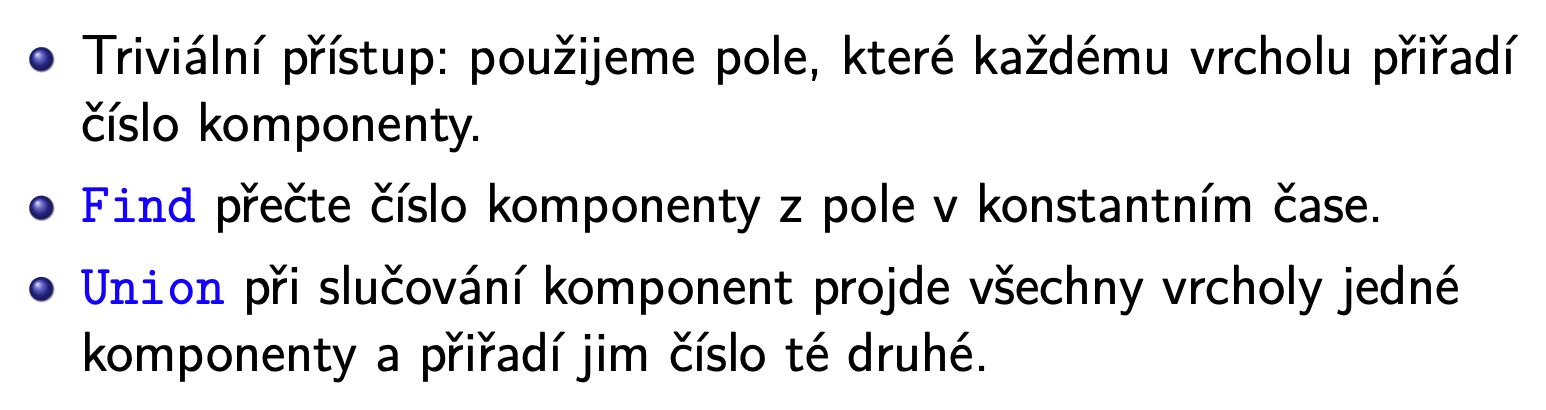 Triviální přístup: použijeme pole, které každému vrcholu přiřadí
číslo komponenty.
Find přečte číslo komponenty z pole v konstantním čase.
Union při slučování komponent projde všechny vrcholy jedné
komponenty a přiřadí jim číslo té druhé.